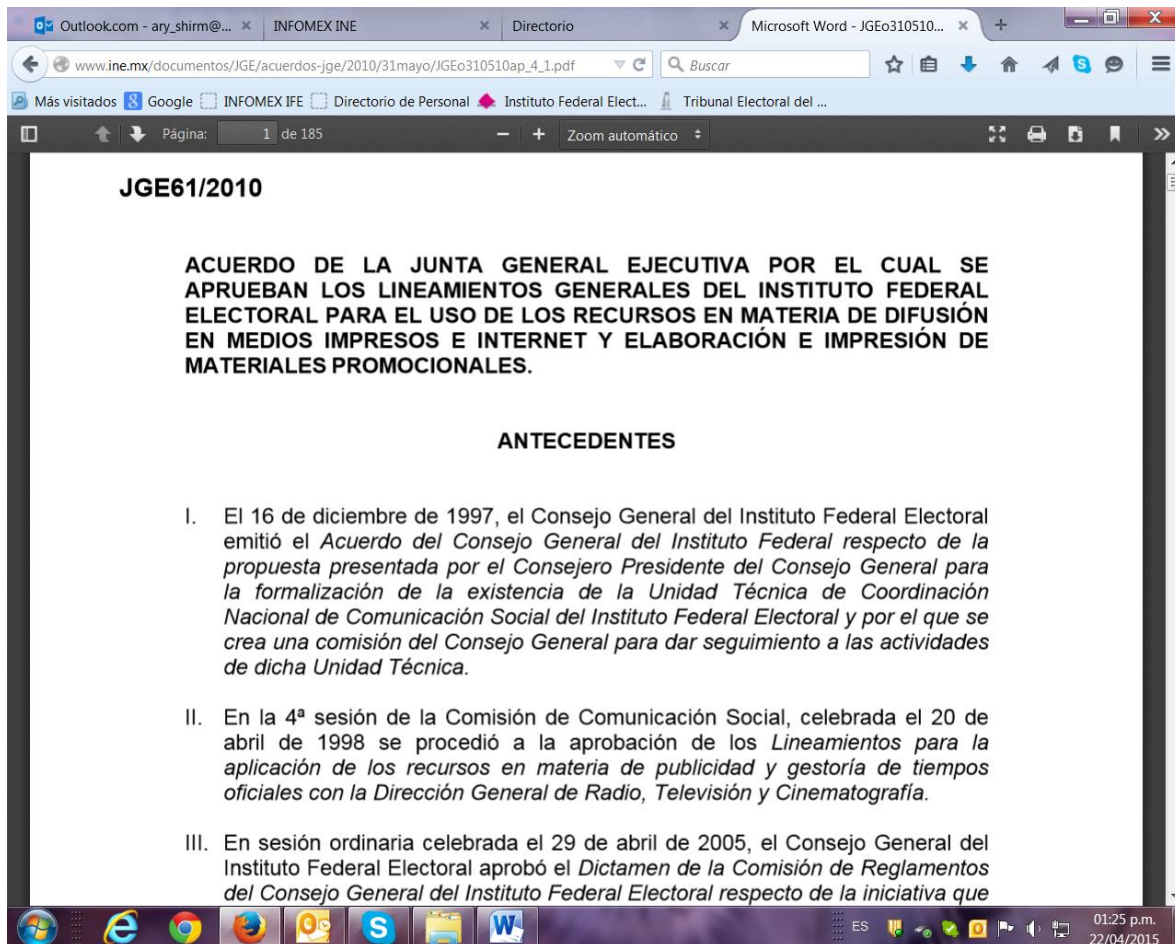 Outlook.com - ary_shirm@... × INFOMEX INE × Directorio × Microsoft Word - JGEo310510... × +
www.ine.mx/documentos/JGE/acuerdos-jge/2010/31mayo/JGEo310510ap_4_1.pdf Buscar
Más visitados Google INFOMEX IFE Directorio de Personal Instituto Federal Elect... Tribunal Electoral del ...
Página: 1 de 185 − + Zoom automático
JGE61/2010
ACUERDO DE LA JUNTA GENERAL EJECUTIVA POR EL CUAL SE
APRUEBAN LOS LINEAMIENTOS GENERALES DEL INSTITUTO FEDERAL
ELECTORAL PARA EL USO DE LOS RECURSOS EN MATERIA DE DIFUSIÓN
EN MEDIOS IMPRESOS E INTERNET Y ELABORACIÓN E IMPRESIÓN DE
MATERIALES PROMOCIONALES.
ANTECEDENTES
I. El 16 de diciembre de 1997, el Consejo General del Instituto Federal Electoral
emitió el Acuerdo del Consejo General del Instituto Federal respecto de la
propuesta presentada por el Consejero Presidente del Consejo General para
la formalización de la existencia de la Unidad Técnica de Coordinación
Nacional de Comunicación Social del Instituto Federal Electoral y por el que se
crea una comisión del Consejo General para dar seguimiento a las actividades
de dicha Unidad Técnica.
II. En la 4ª sesión de la Comisión de Comunicación Social, celebrada el 20 de
abril de 1998 se procedió a la aprobación de los Lineamientos para la
aplicación de los recursos en materia de publicidad y gestoría de tiempos
oficiales con la Dirección General de Radio, Televisión y Cinematografía.
III. En sesión ordinaria celebrada el 29 de abril de 2005, el Consejo General del
Instituto Federal Electoral aprobó el Dictamen de la Comisión de Reglamentos
del Consejo General del Instituto Federal Electoral respecto de la iniciativa que
ES 01:25 p.m.
22/04/2015